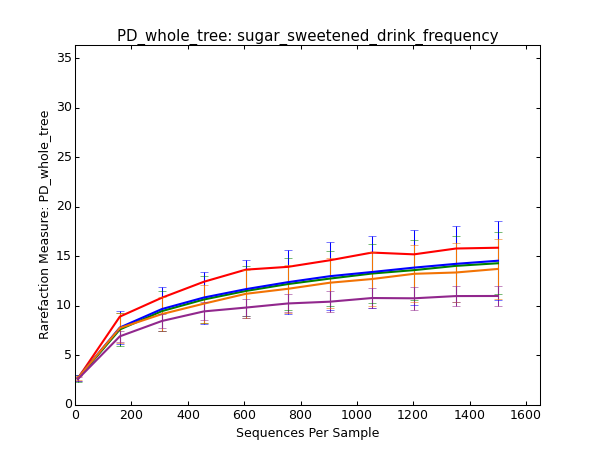 PD_whole_tree: sugar_sweetened_drink_frequency
35
30
25
20
15
10
5
0
Rarefaction Measure: PD_whole_tree
0 200 400 600 800 1000 1200 1400 1600
Sequences Per Sample